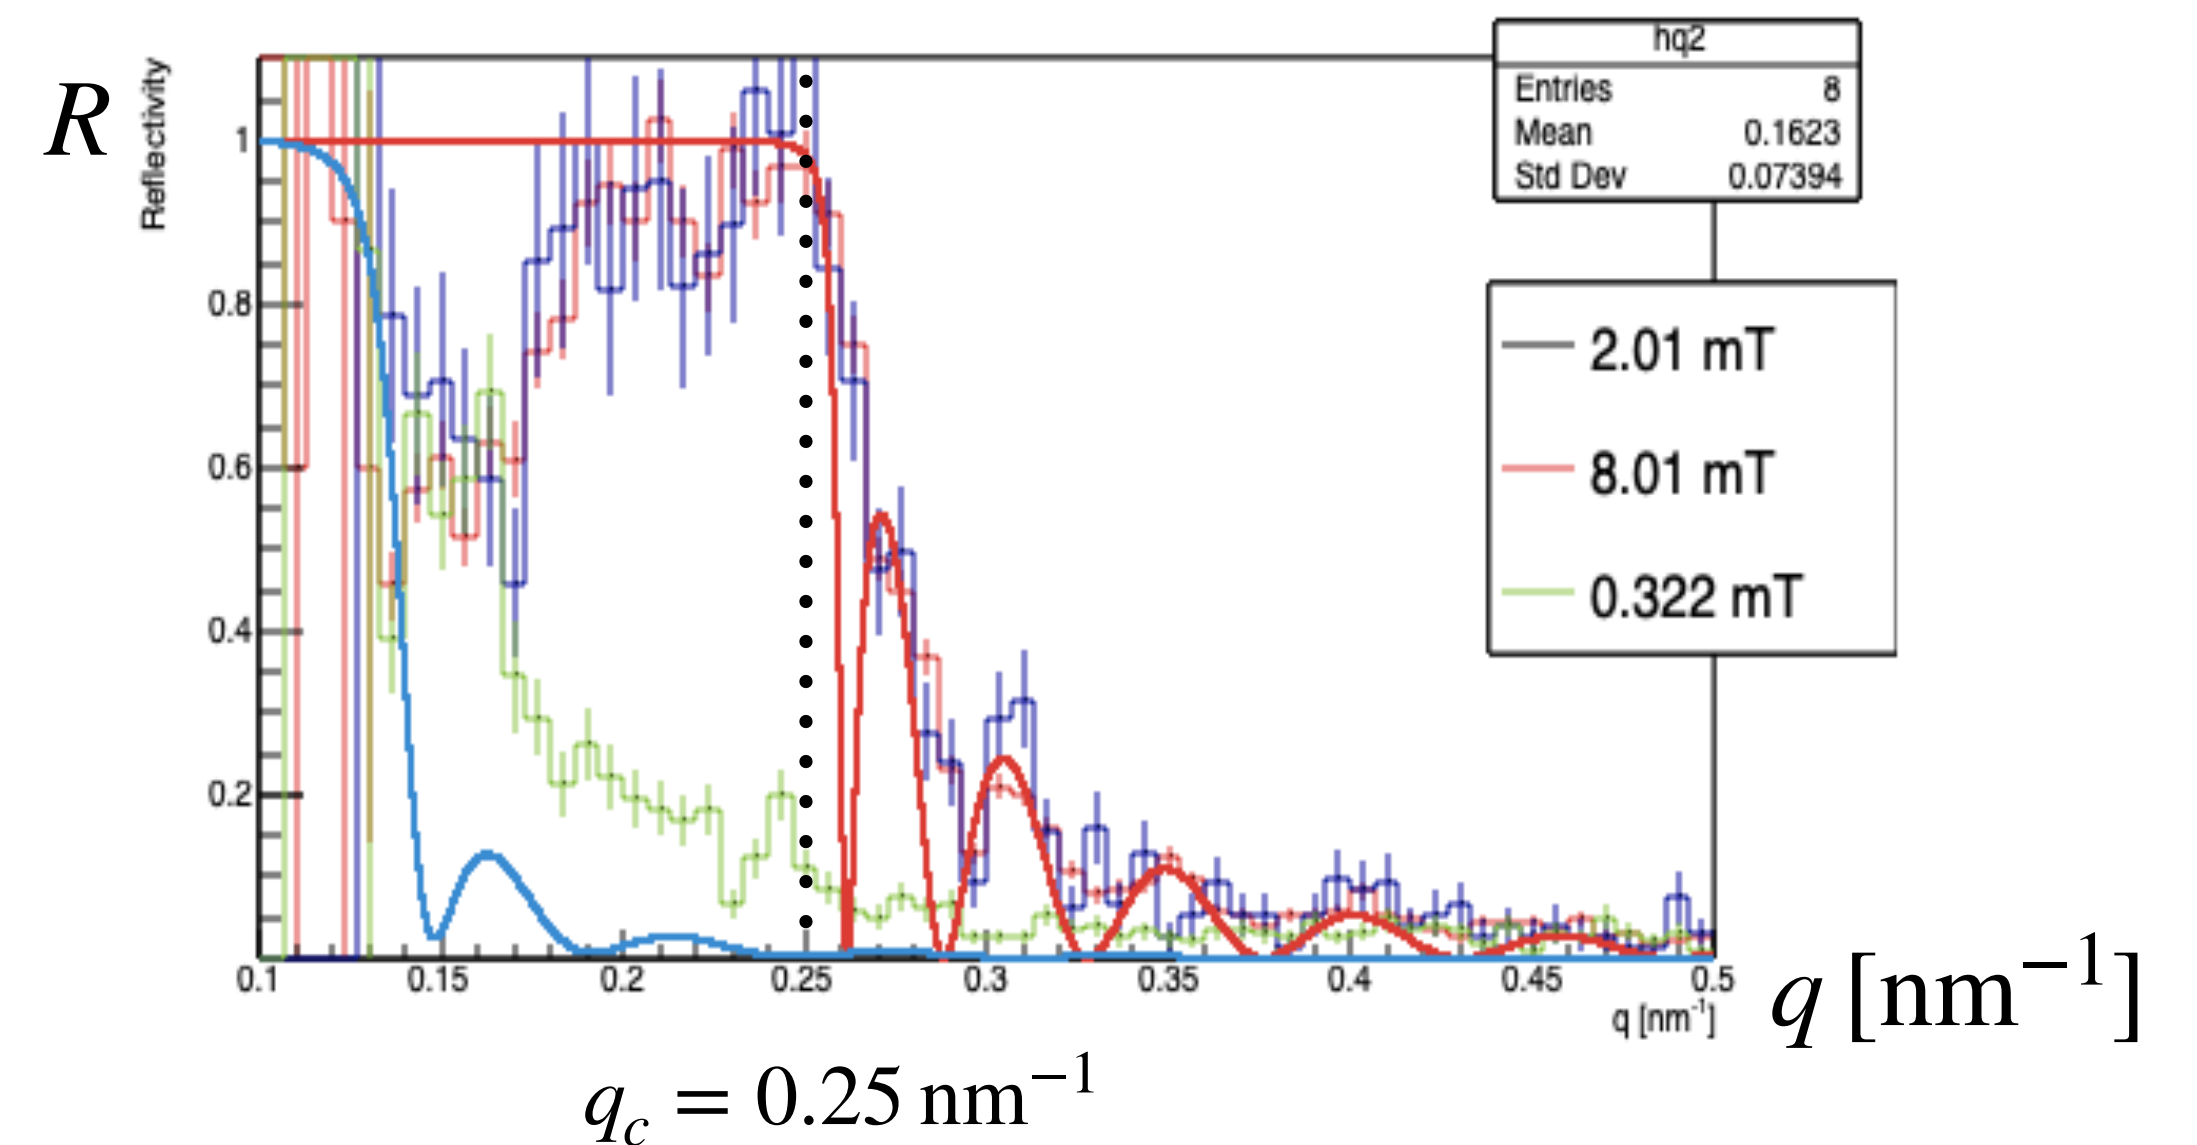 hq2
Entries 8
Mean 0.1623
Std Dev 0.07394
R
Reflectivity
1
0.8
0.6
0.4
0.2
2.01 mT
8.01 mT
0.322 mT
0.1 0.15 0.2 0.25 0.3 0.35 0.4 0.45 0.5
q [nm⁻¹]
q [nm⁻¹]
q_c = 0.25 nm⁻¹